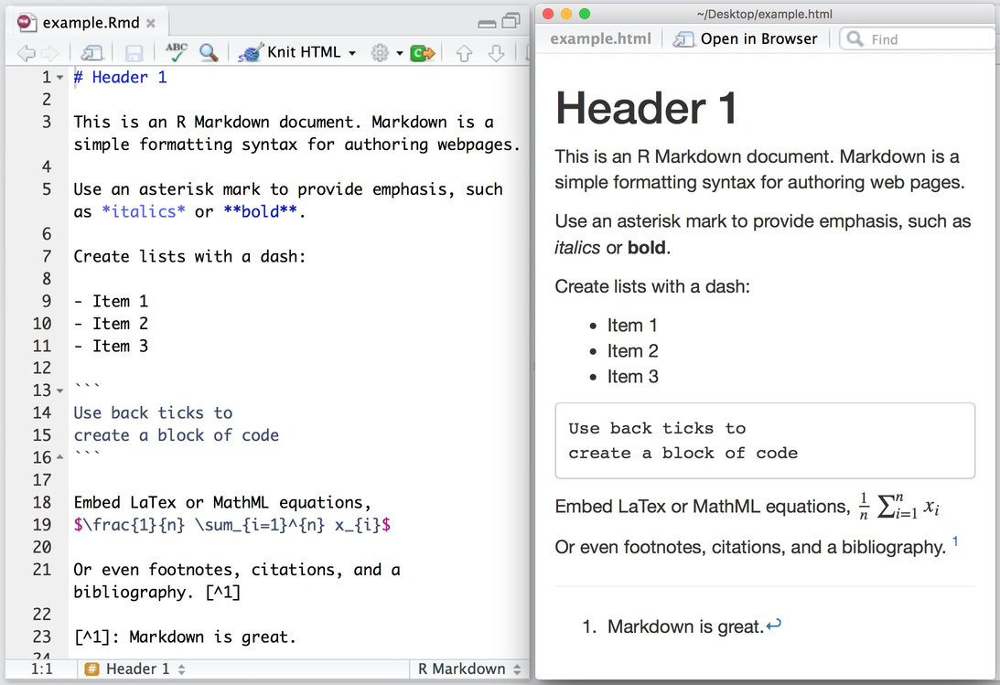 example.Rmd
ABC
Knit HTML
1 # Header 1
2
3 This is an R Markdown document. Markdown is a
simple formatting syntax for authoring webpages.
4
5 Use an asterisk mark to provide emphasis, such
as *italics* or **bold**.
6
7 Create lists with a dash:
8
9 - Item 1
10 - Item 2
11 - Item 3
12
13 ```
14 Use back ticks to
15 create a block of code
16 ```
17
18 Embed LaTex or MathML equations,
19 $\frac{1}{n} \sum_{i=1}^{n} x_{i}$
20
21 Or even footnotes, citations, and a
bibliography. [^1]
22
23 [^1]: Markdown is great.
24
1:1 # Header 1 R Markdown
~/Desktop/example.html
example.html Open in Browser Find
Header 1
This is an R Markdown document. Markdown is a
simple formatting syntax for authoring web pages.
Use an asterisk mark to provide emphasis, such as
italics or bold.
Create lists with a dash:
• Item 1
• Item 2
• Item 3
Use back ticks to
create a block of code
Embed LaTex or MathML equations, 1/n ∑ⁿᵢ₌₁ xᵢ
Or even footnotes, citations, and a bibliography. 1
1. Markdown is great.↩